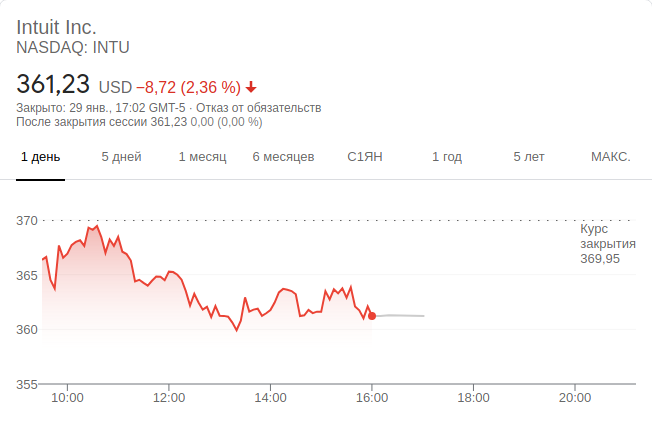 Intuit Inc.
NASDAQ: INTU
361,23 USD −8,72 (2,36 %)
Закрыто: 29 янв., 17:02 GMT-5 · Отказ от обязательств
После закрытия сессии 361,23 0,00 (0,00 %)
1 день 5 дней 1 месяц 6 месяцев С1ЯН 1 год 5 лет МАКС.
370
Курс
закрытия
369,95
365
360
355
10:00 12:00 14:00 16:00 18:00 20:00